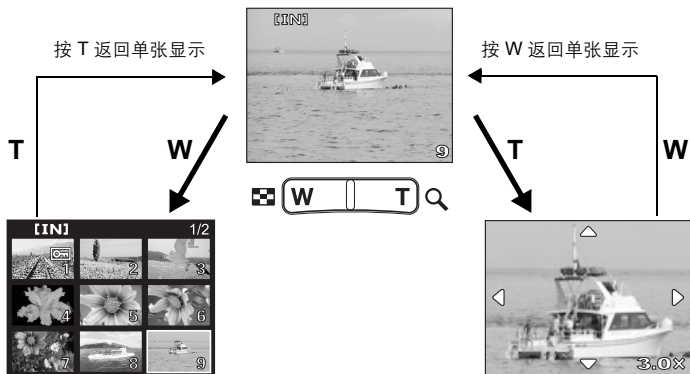 [IN]
按 T 返回单张显示
按 W 返回单张显示
T
W
9
T
W
W T
[IN] 1/2
1 2 3
4 5 6
7 8 9
3.0×